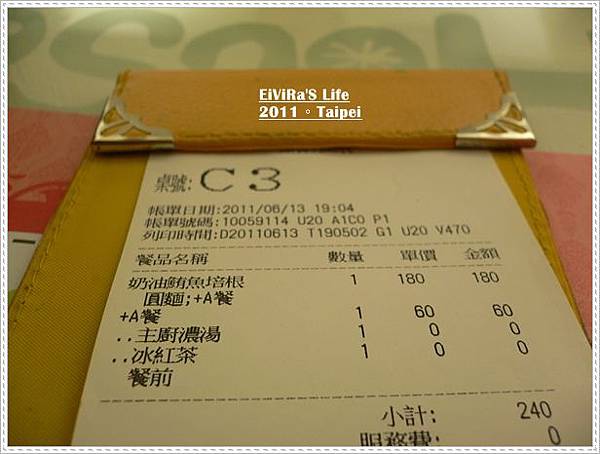 EiViRa'S Life
2011。Taipei
桌號: C3
帳單日期:2011/06/13 19:04
帳單號碼:10059114 U20 A1C0 P1
列印時間:D20110613 T190502 G1 U20 V470
餐品名稱 數量 單價 金額
奶油鮪魚培根 1 180 180
圓麵;+A餐
+A餐 1 60 60
..主廚濃湯 1 0 0
..冰紅茶 1 0 0
餐前
小計: 240
服務費: 0